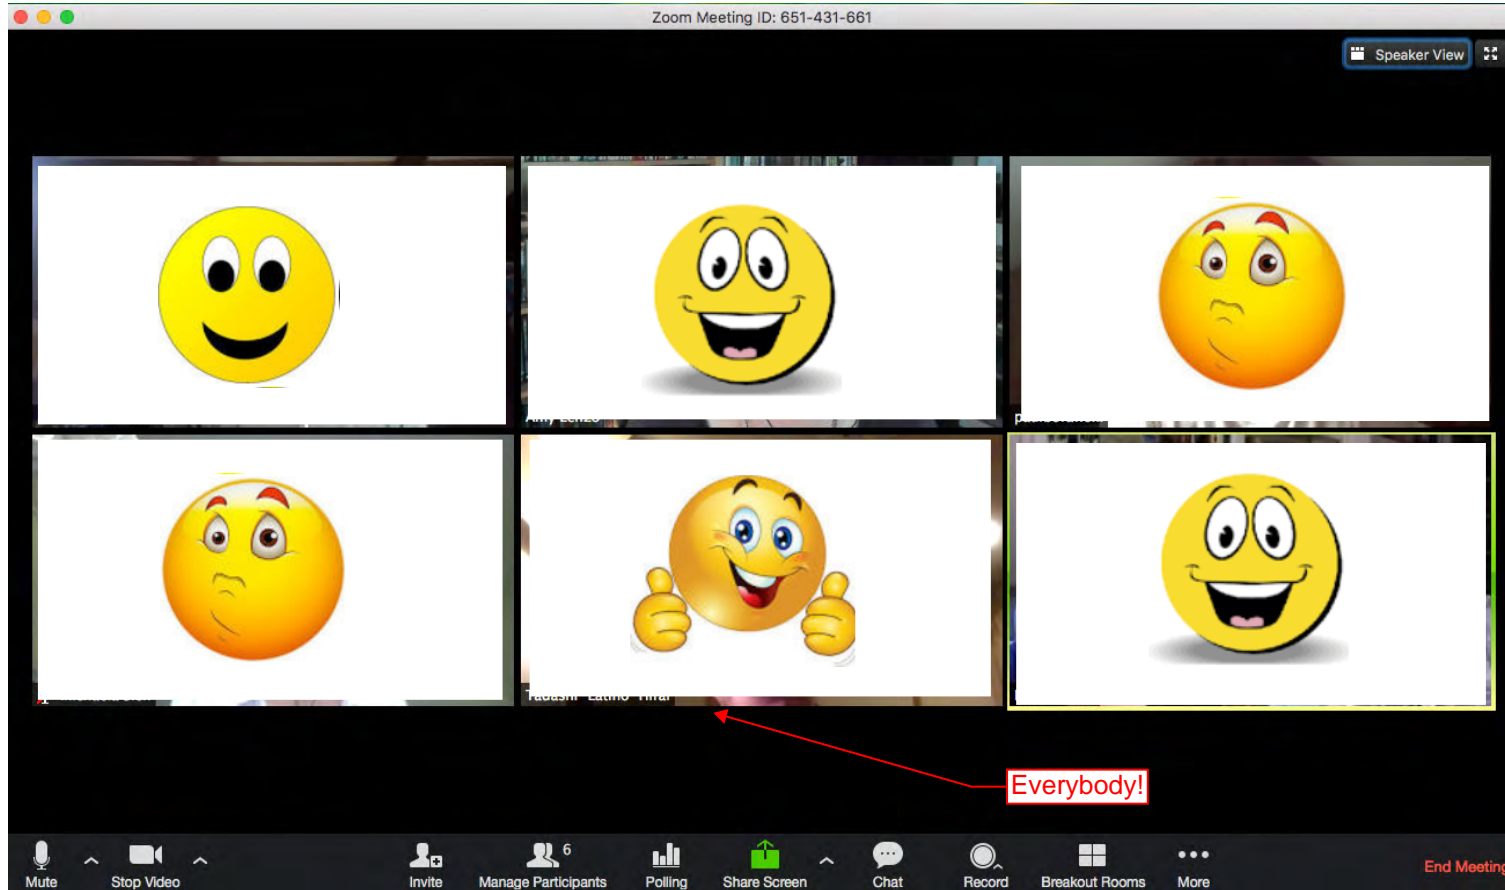 Zoom Meeting ID: 651-431-661
Speaker View
Everybody!
6
Mute
Stop Video
Invite
Manage Participants
Polling
Share Screen
Chat
Record
Breakout Rooms
More
End Meeting